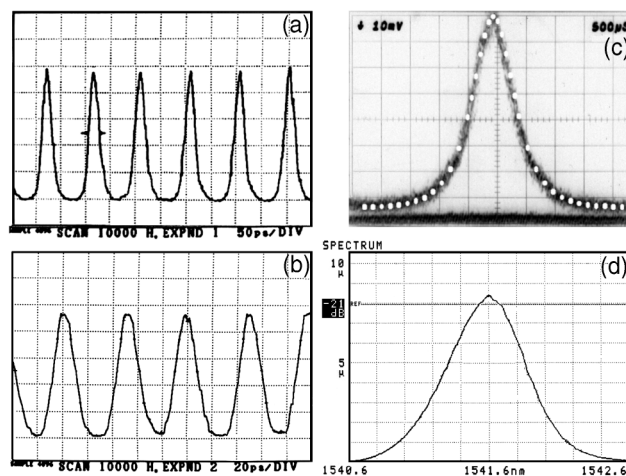 (a)
SCAN 10000 H, EXPND 1 50ps/DIV
(b)
SCAN 10000 H, EXPND 2 20ps/DIV
↓ 10mV 500µS
(c)
SPECTRUM
(d)
10
µ
-21
dB
REF
5
µ
1540.6 1541.6nm 1542.6